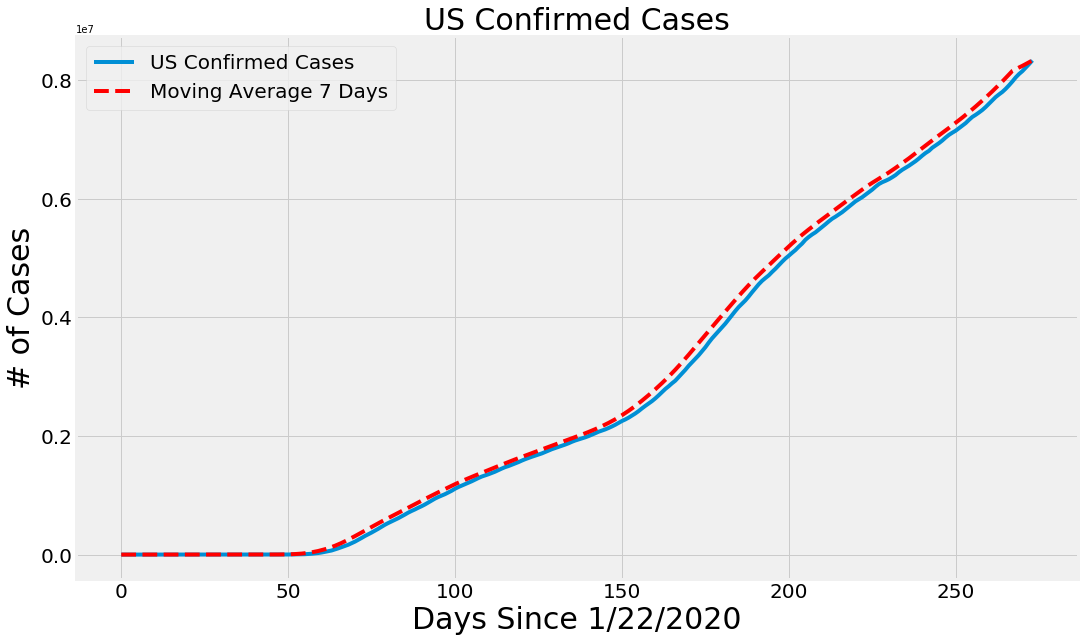 US Confirmed Cases
1e7
US Confirmed Cases
Moving Average 7 Days
0.8
0.6
0.4
0.2
0.0
# of Cases
0 50 100 150 200 250
Days Since 1/22/2020